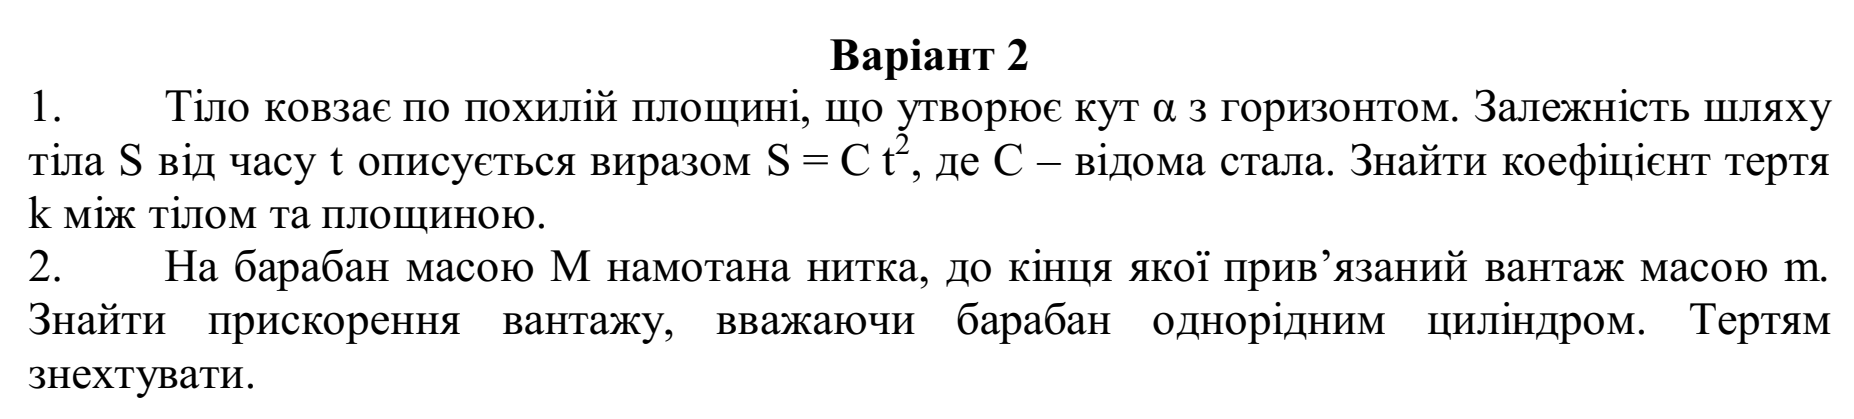 Варіант 2
1. Тіло ковзає по похилій площині, що утворює кут α з горизонтом. Залежність шляху
тіла S від часу t описується виразом S = C t², де C – відома стала. Знайти коефіцієнт тертя
k між тілом та площиною.
2. На барабан масою M намотана нитка, до кінця якої прив’язаний вантаж масою m.
Знайти прискорення вантажу, вважаючи барабан однорідним циліндром. Тертям
знехтувати.